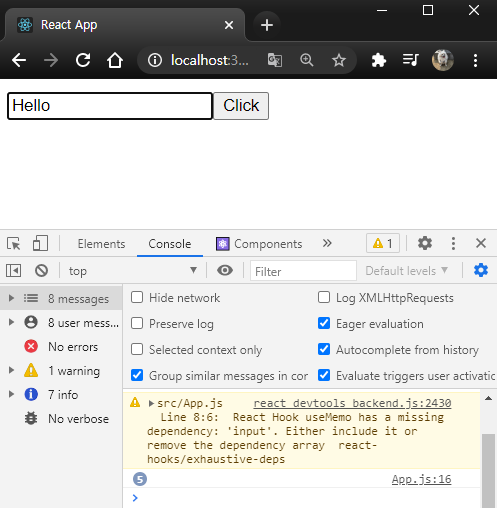 React App
localhost:3...
Hello
Click
Elements
Console
Components
1
top
Filter
Default levels
8 messages
8 user mess...
No errors
1 warning
7 info
No verbose
Hide network
Log XMLHttpRequests
Preserve log
Eager evaluation
Selected context only
Autocomplete from history
Group similar messages in cor
Evaluate triggers user activatic
src/App.js react_devtools_backend.js:2430
Line 8:6: React Hook useMemo has a missing
dependency: 'input'. Either include it or
remove the dependency array react-
hooks/exhaustive-deps
5 App.js:16